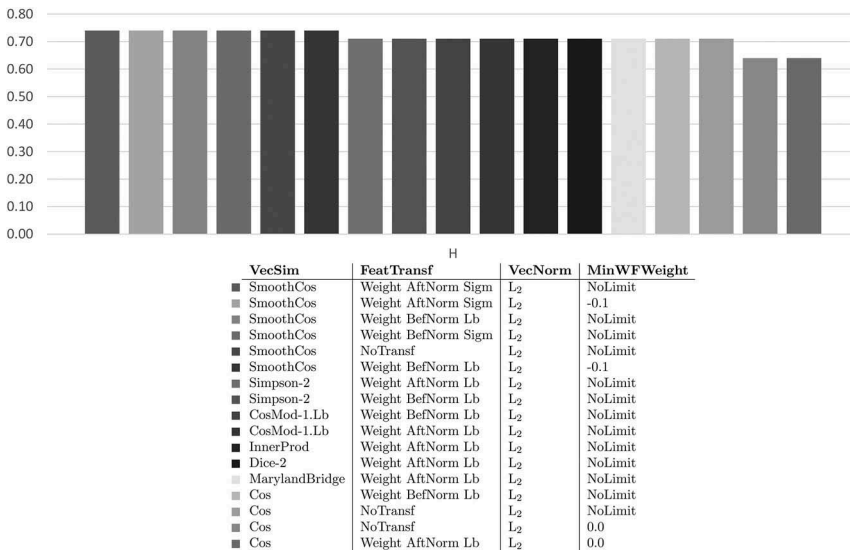 0.80
0.70
0.60
0.50
0.40
0.30
0.20
0.10
0.00
H
VecSim FeatTransf VecNorm MinWFWeight
SmoothCos Weight AftNorm Sigm L₂ NoLimit
SmoothCos Weight AftNorm Sigm L₂ -0.1
SmoothCos Weight BefNorm Lb L₂ NoLimit
SmoothCos Weight BefNorm Sigm L₂ NoLimit
SmoothCos NoTransf L₂ NoLimit
SmoothCos Weight BefNorm Lb L₂ -0.1
Simpson-2 Weight AftNorm Lb L₂ NoLimit
Simpson-2 Weight BefNorm Lb L₂ NoLimit
CosMod-1.Lb Weight BefNorm Lb L₂ NoLimit
CosMod-1.Lb Weight AftNorm Lb L₂ NoLimit
InnerProd Weight AftNorm Lb L₂ NoLimit
Dice-2 Weight AftNorm Lb L₂ NoLimit
MarylandBridge Weight AftNorm Lb L₂ NoLimit
Cos Weight BefNorm Lb L₂ NoLimit
Cos NoTransf L₂ NoLimit
Cos NoTransf L₂ 0.0
Cos Weight AftNorm Lb L₂ 0.0